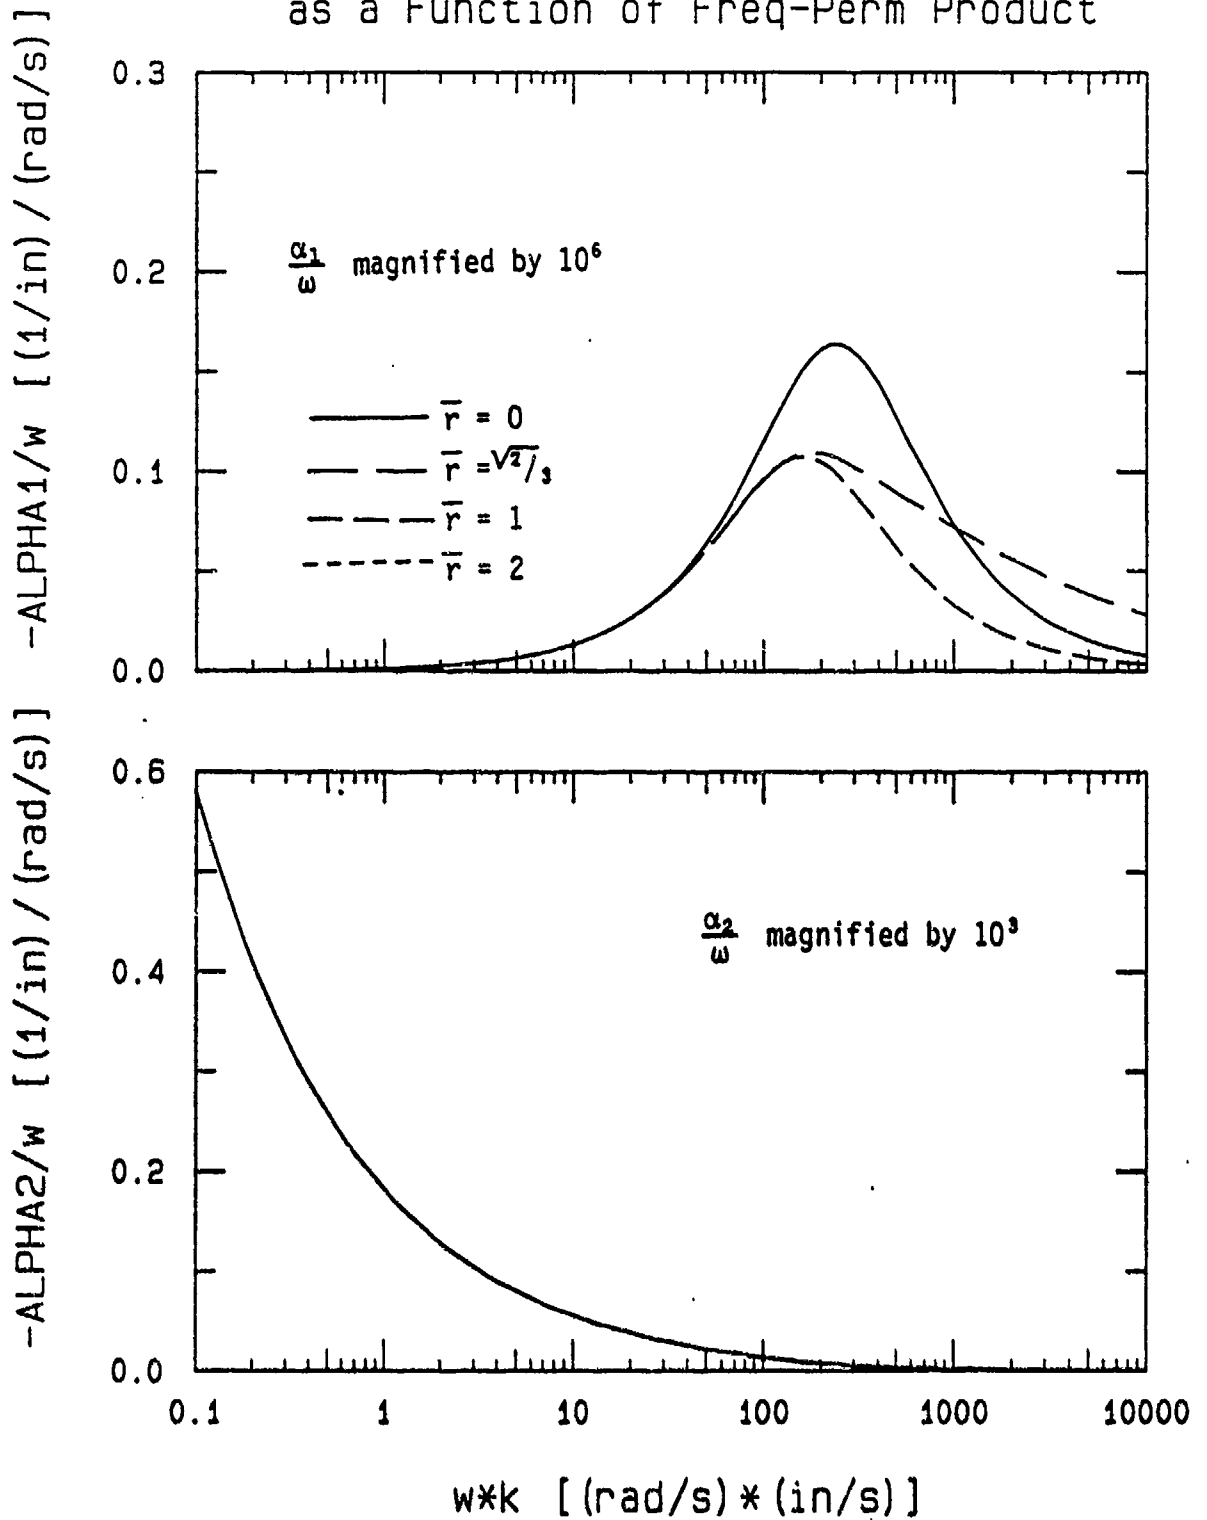 as a Function of Freq-Perm Product
-ALPHA1/w [(1/in)/(rad/s)]
0.3
0.2
0.1
0.0
α₁/ω magnified by 10⁶
r̅ = 0
r̅ = √2/3
r̅ = 1
r̅ = 2
-ALPHA2/w [(1/in)/(rad/s)]
0.6
0.4
0.2
0.0
α₂/ω magnified by 10³
0.1 1 10 100 1000 10000
w*k [(rad/s)*(in/s)]